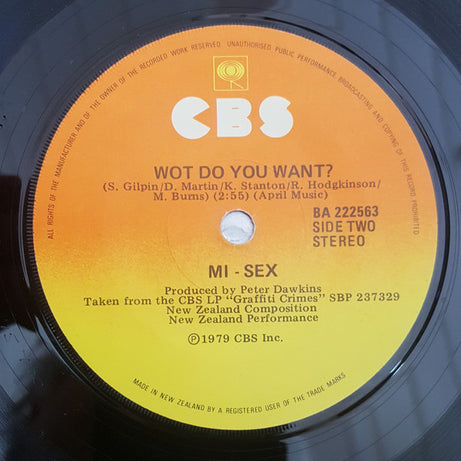 ALL RIGHTS OF THE MANUFACTURER AND OF THE OWNER OF THE RECORDED WORK RESERVED. UNAUTHORISED PUBLIC PERFORMANCE BROADCASTING AND COPYING OF THIS RECORD PROHIBITED
CBS
WOT DO YOU WANT?
(S. Gilpin/D. Martin/K. Stanton/R. Hodgkinson/
M. Burns) (2:55) (April Music)
BA 222563
SIDE TWO
STEREO
MI - SEX
Produced by Peter Dawkins
Taken from the CBS LP "Graffiti Crimes" SBP 237329
New Zealand Composition
New Zealand Performance
Ⓟ1979 CBS Inc.
MADE IN NEW ZEALAND BY A REGISTERED USER OF THE TRADE MARKS